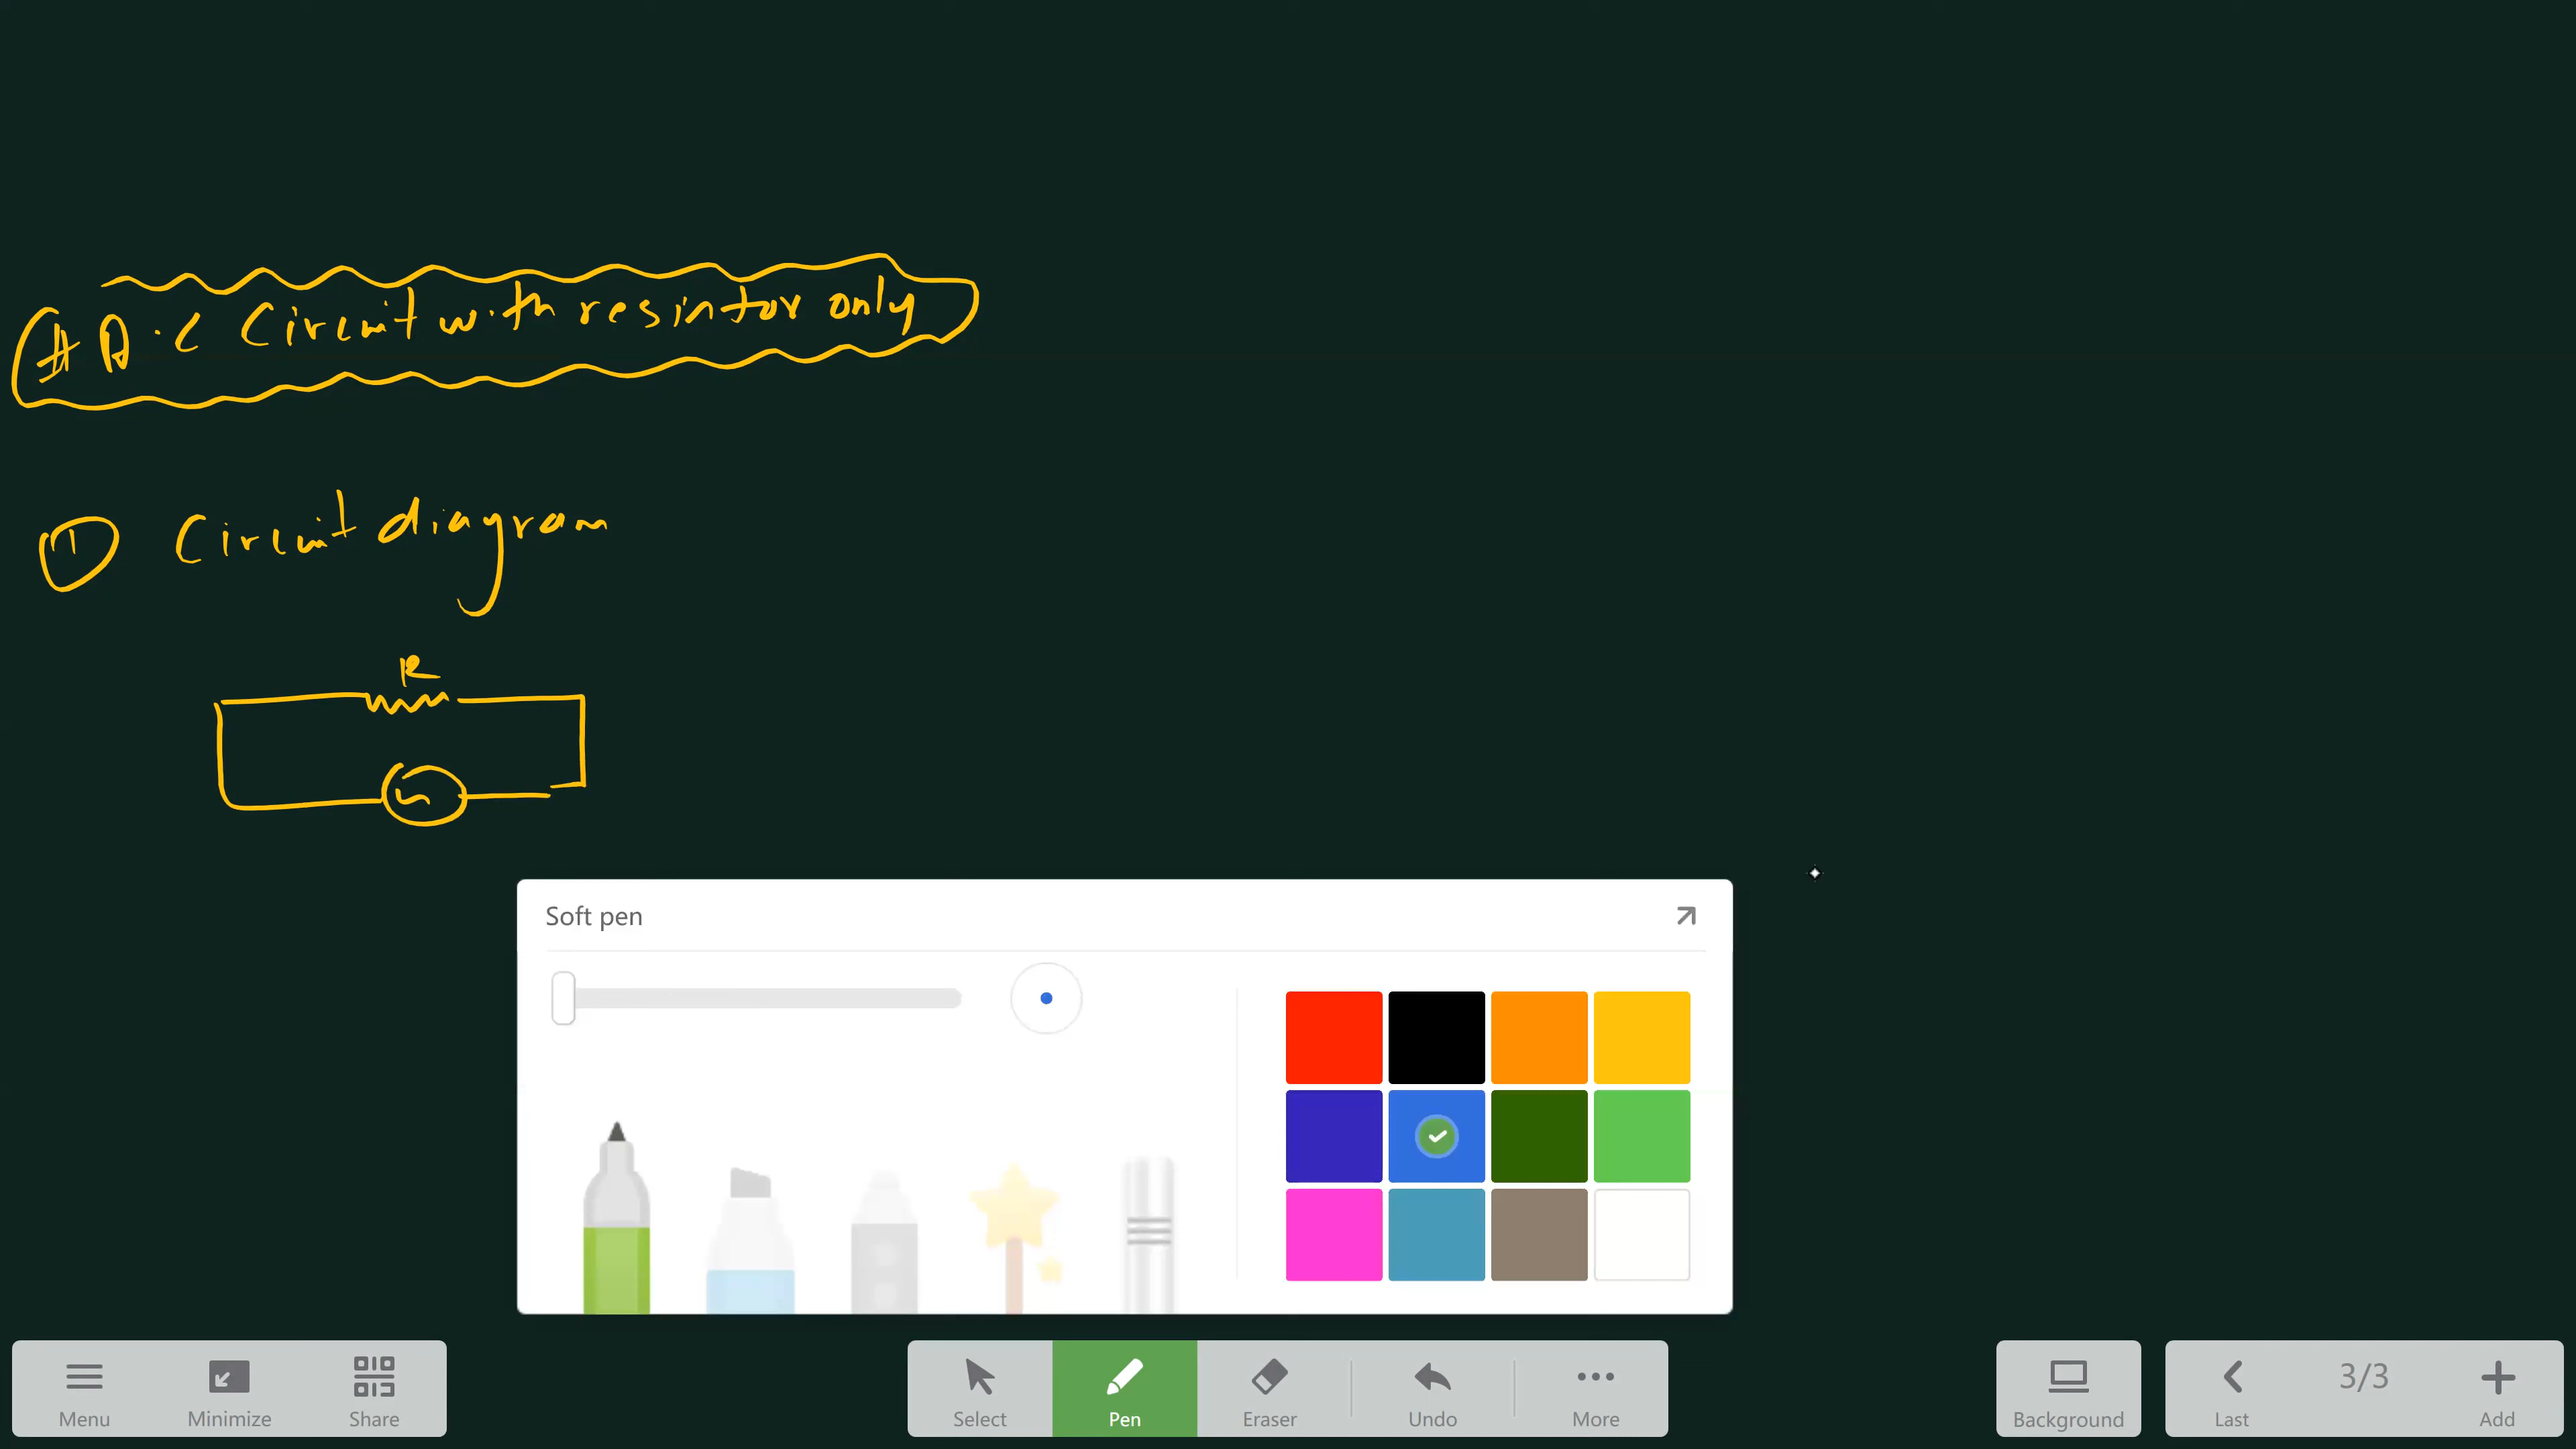 # A.C Circuit with resistor only
① Circuit diagram
R
Soft pen
Menu
Minimize
Share
Select
Pen
Eraser
Undo
More
Background
Last
3/3
Add